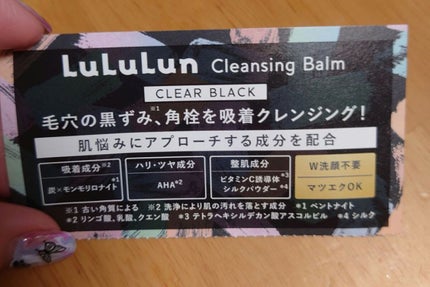 LuLuLun Cleansing Balm
CLEAR BLACK
毛穴の黒ずみ※1、角栓を吸着クレンジング！
肌悩みにアプローチする成分を配合
吸着成分※2 ハリ・ツヤ成分 整肌成分 W洗顔不要
炭×モンモリロナイト※1 AHA※2 ビタミンC誘導体※3 マツエクOK
シルクパウダー※4
※1 古い角質による ※2 洗浄により肌の汚れを落とす成分 ※1 ベントナイト
※2 リンゴ酸、乳酸、クエン酸 ※3 テトラヘキシルデカン酸アスコルビル ※4 シルク